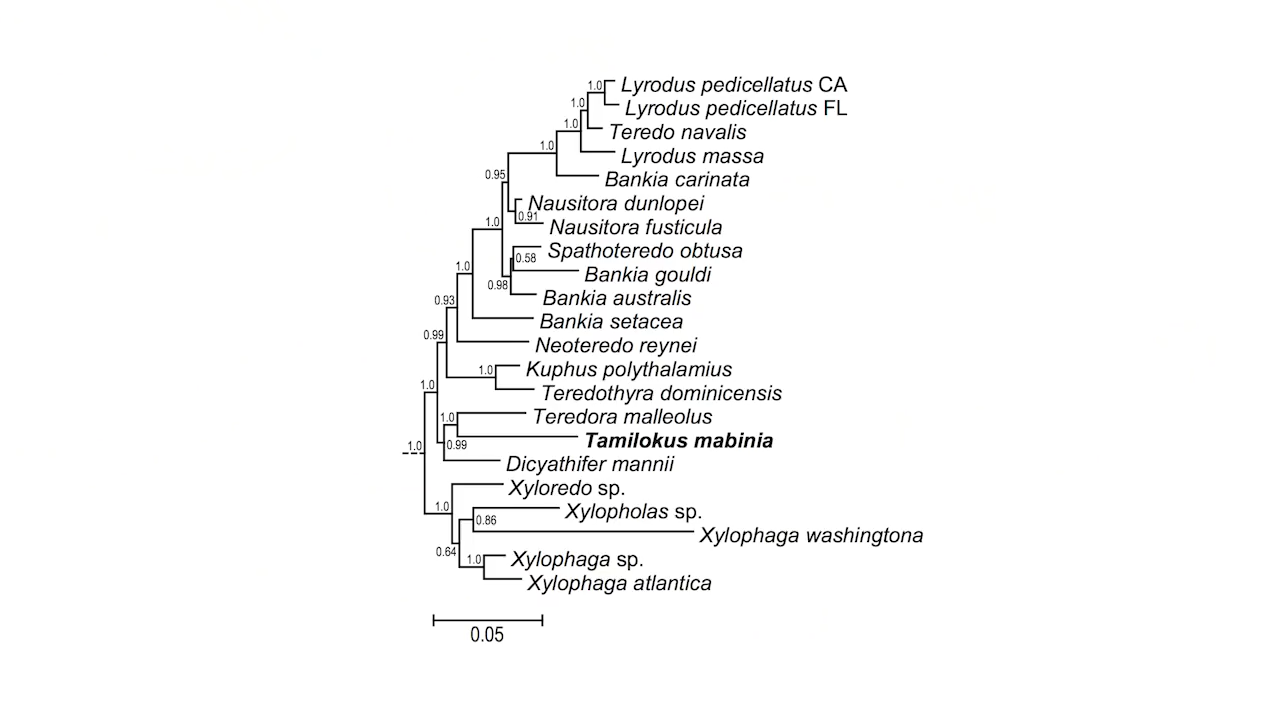 1.0 Lyrodus pedicellatus CA
1.0 Lyrodus pedicellatus FL
1.0 Teredo navalis
1.0 Lyrodus massa
0.95 Bankia carinata
Nausitora dunlopei
1.0 0.91 Nausitora fusticula
Spathoteredo obtusa
1.0 0.58 Bankia gouldi
0.93 0.98 Bankia australis
Bankia setacea
0.99 Neoteredo reynei
1.0 Kuphus polythalamius
1.0 Teredothyra dominicensis
1.0 Teredora malleolus
1.0 0.99 Tamilokus mabinia
Dicyathifer mannii
Xyloredo sp.
1.0 Xylopholas sp.
0.86 Xylophaga washingtona
0.64 1.0 Xylophaga sp.
Xylophaga atlantica
0.05